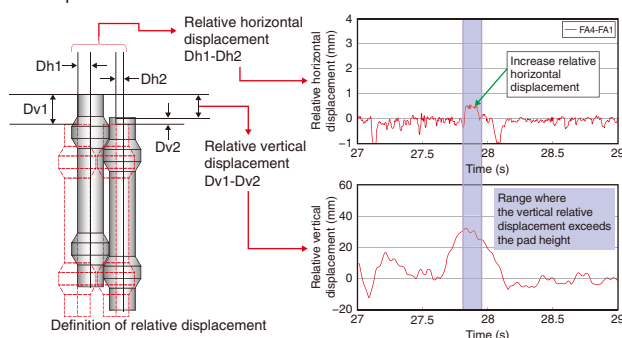 Relative horizontal
displacement
Dh1-Dh2
Dh1
Dh2
Dv1
Dv2
Relative vertical
displacement
Dv1-Dv2
Definition of relative displacement
Relative horizontal
displacement (mm)
4
3
2
1
0
−1
FA4-FA1
Increase relative
horizontal
displacement
27
27.5
28
28.5
29
Time (s)
Relative vertical
displacement (mm)
60
40
20
0
−20
Range where
the vertical relative
displacement exceeds
the pad height
27
27.5
28
28.5
29
Time (s)